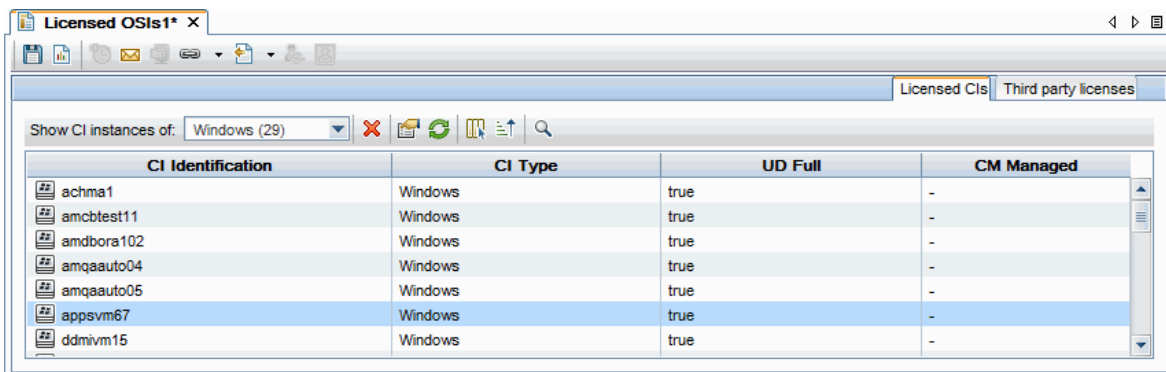 Licensed OSIs1*
Licensed CIs Third party licenses
Show CI instances of: Windows (29)
CI Identification CI Type UD Full CM Managed
achma1 Windows true -
amcbtest11 Windows true -
amdbora102 Windows true -
amqaauto04 Windows true -
amqaauto05 Windows true -
appsvm67 Windows true -
ddmivm15 Windows true -